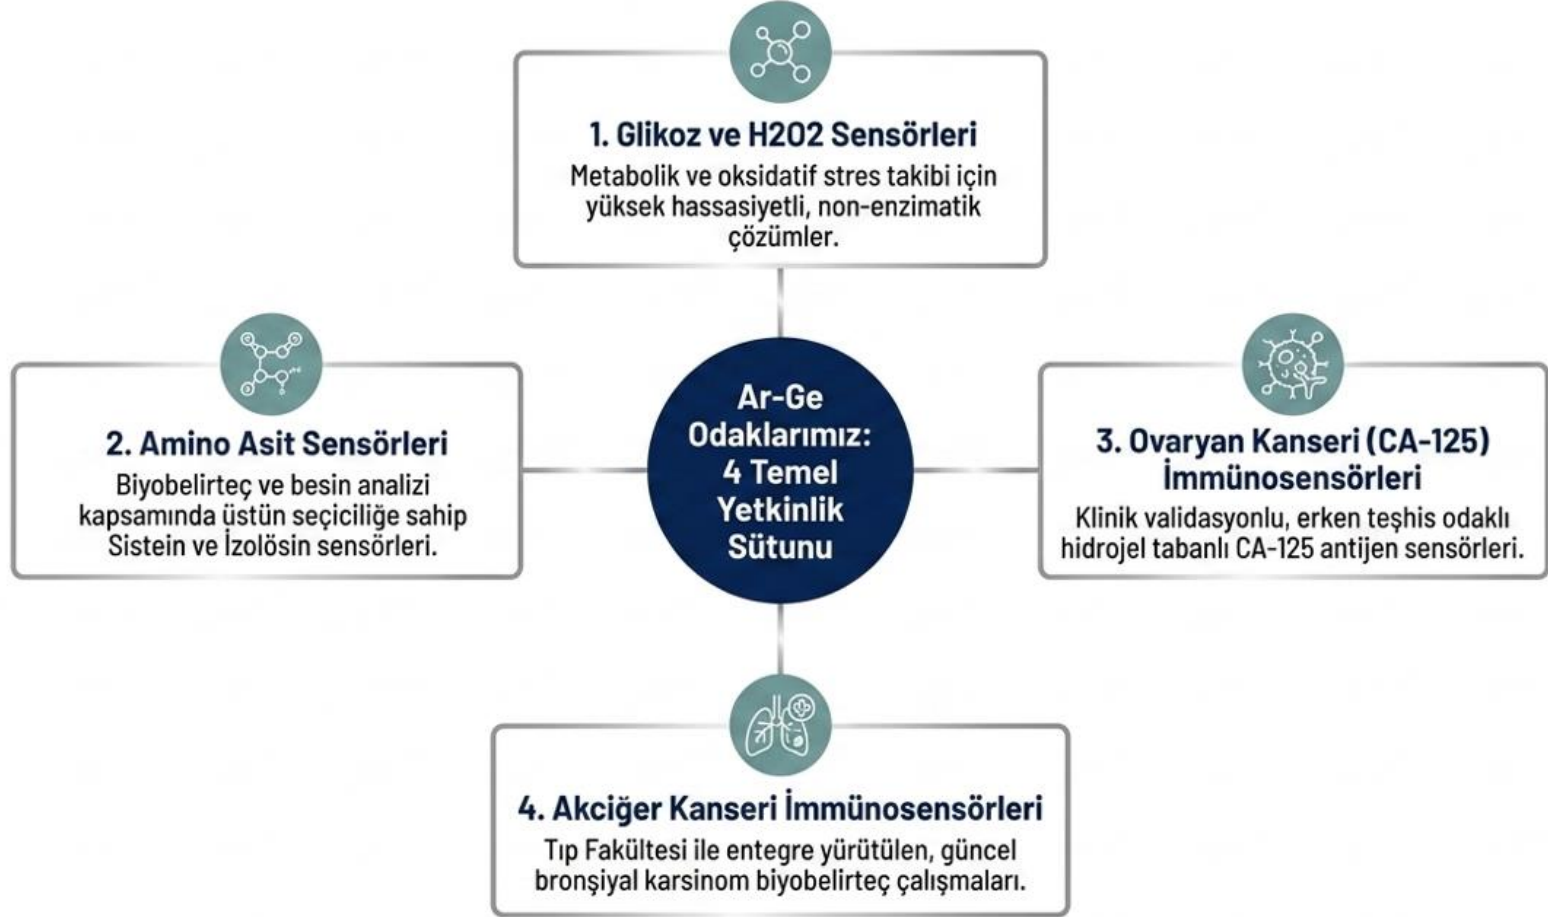 1. Glikoz ve H2O2 Sensörleri
Metabolik ve oksidatif stres takibi için
yüksek hassasiyetli, non-enzimatik
çözümler.
Ar-Ge
Odaklarımız:
4 Temel
Yetkinlik
Sütunu
2. Amino Asit Sensörleri
Biyobelirteç ve besin analizi
kapsamında üstün seçiciliğe sahip
Sistein ve İzolösin sensörleri.
3. Ovaryan Kanseri (CA-125)
İmmünosensörleri
Klinik validasyonlu, erken teşhis odaklı
hidrojel tabanlı CA-125 antijen sensörleri.
4. Akciğer Kanseri İmmünosensörleri
Tıp Fakültesi ile entegre yürütülen, güncel
bronşiyal karsinom biyobelirteç çalışmaları.